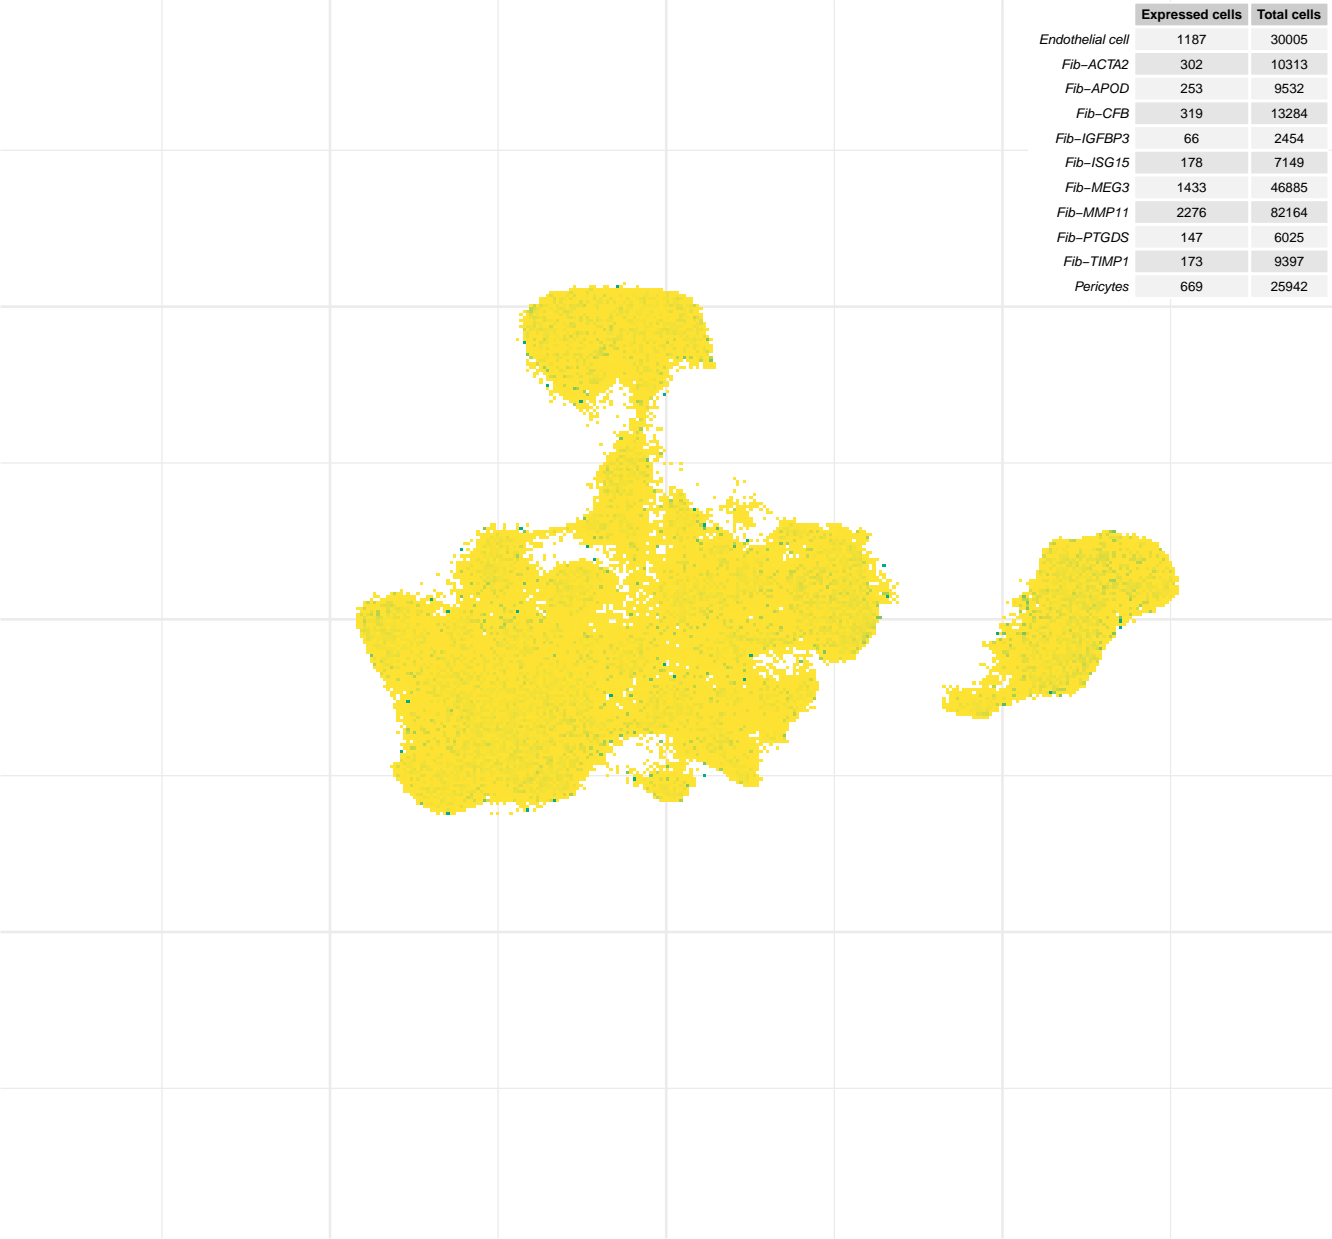 Expressed cells Total cells
Endothelial cell 1187 30005
Fib−ACTA2 302 10313
Fib−APOD 253 9532
Fib−CFB 319 13284
Fib−IGFBP3 66 2454
Fib−ISG15 178 7149
Fib−MEG3 1433 46885
Fib−MMP11 2276 82164
Fib−PTGDS 147 6025
Fib−TIMP1 173 9397
Pericytes 669 25942